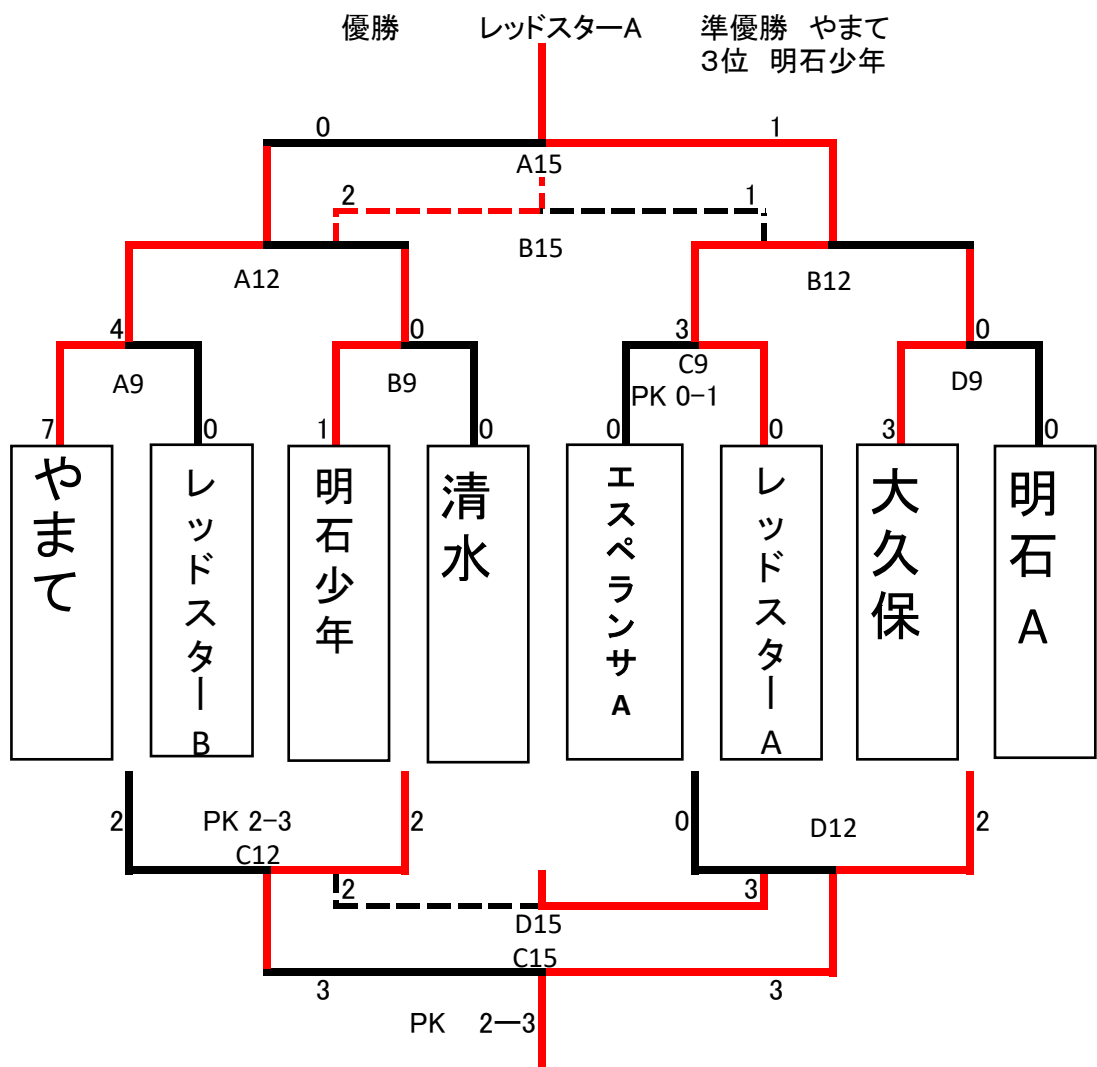 優勝 レッドスターA 準優勝 やまて
3位 明石少年
0 1
A15
2 1
B15
A12 B12
4 0 3 0
A9 B9 C9 D9
PK 0-1
7 0 1 0 0 0 3 0
やまて
レッドスターB
明石少年
清水
エスペランサA
レッドスターA
大久保
明石A
2 PK 2-3 2 0 D12 2
C12
2 3
D15
C15
3 3
PK 2—3